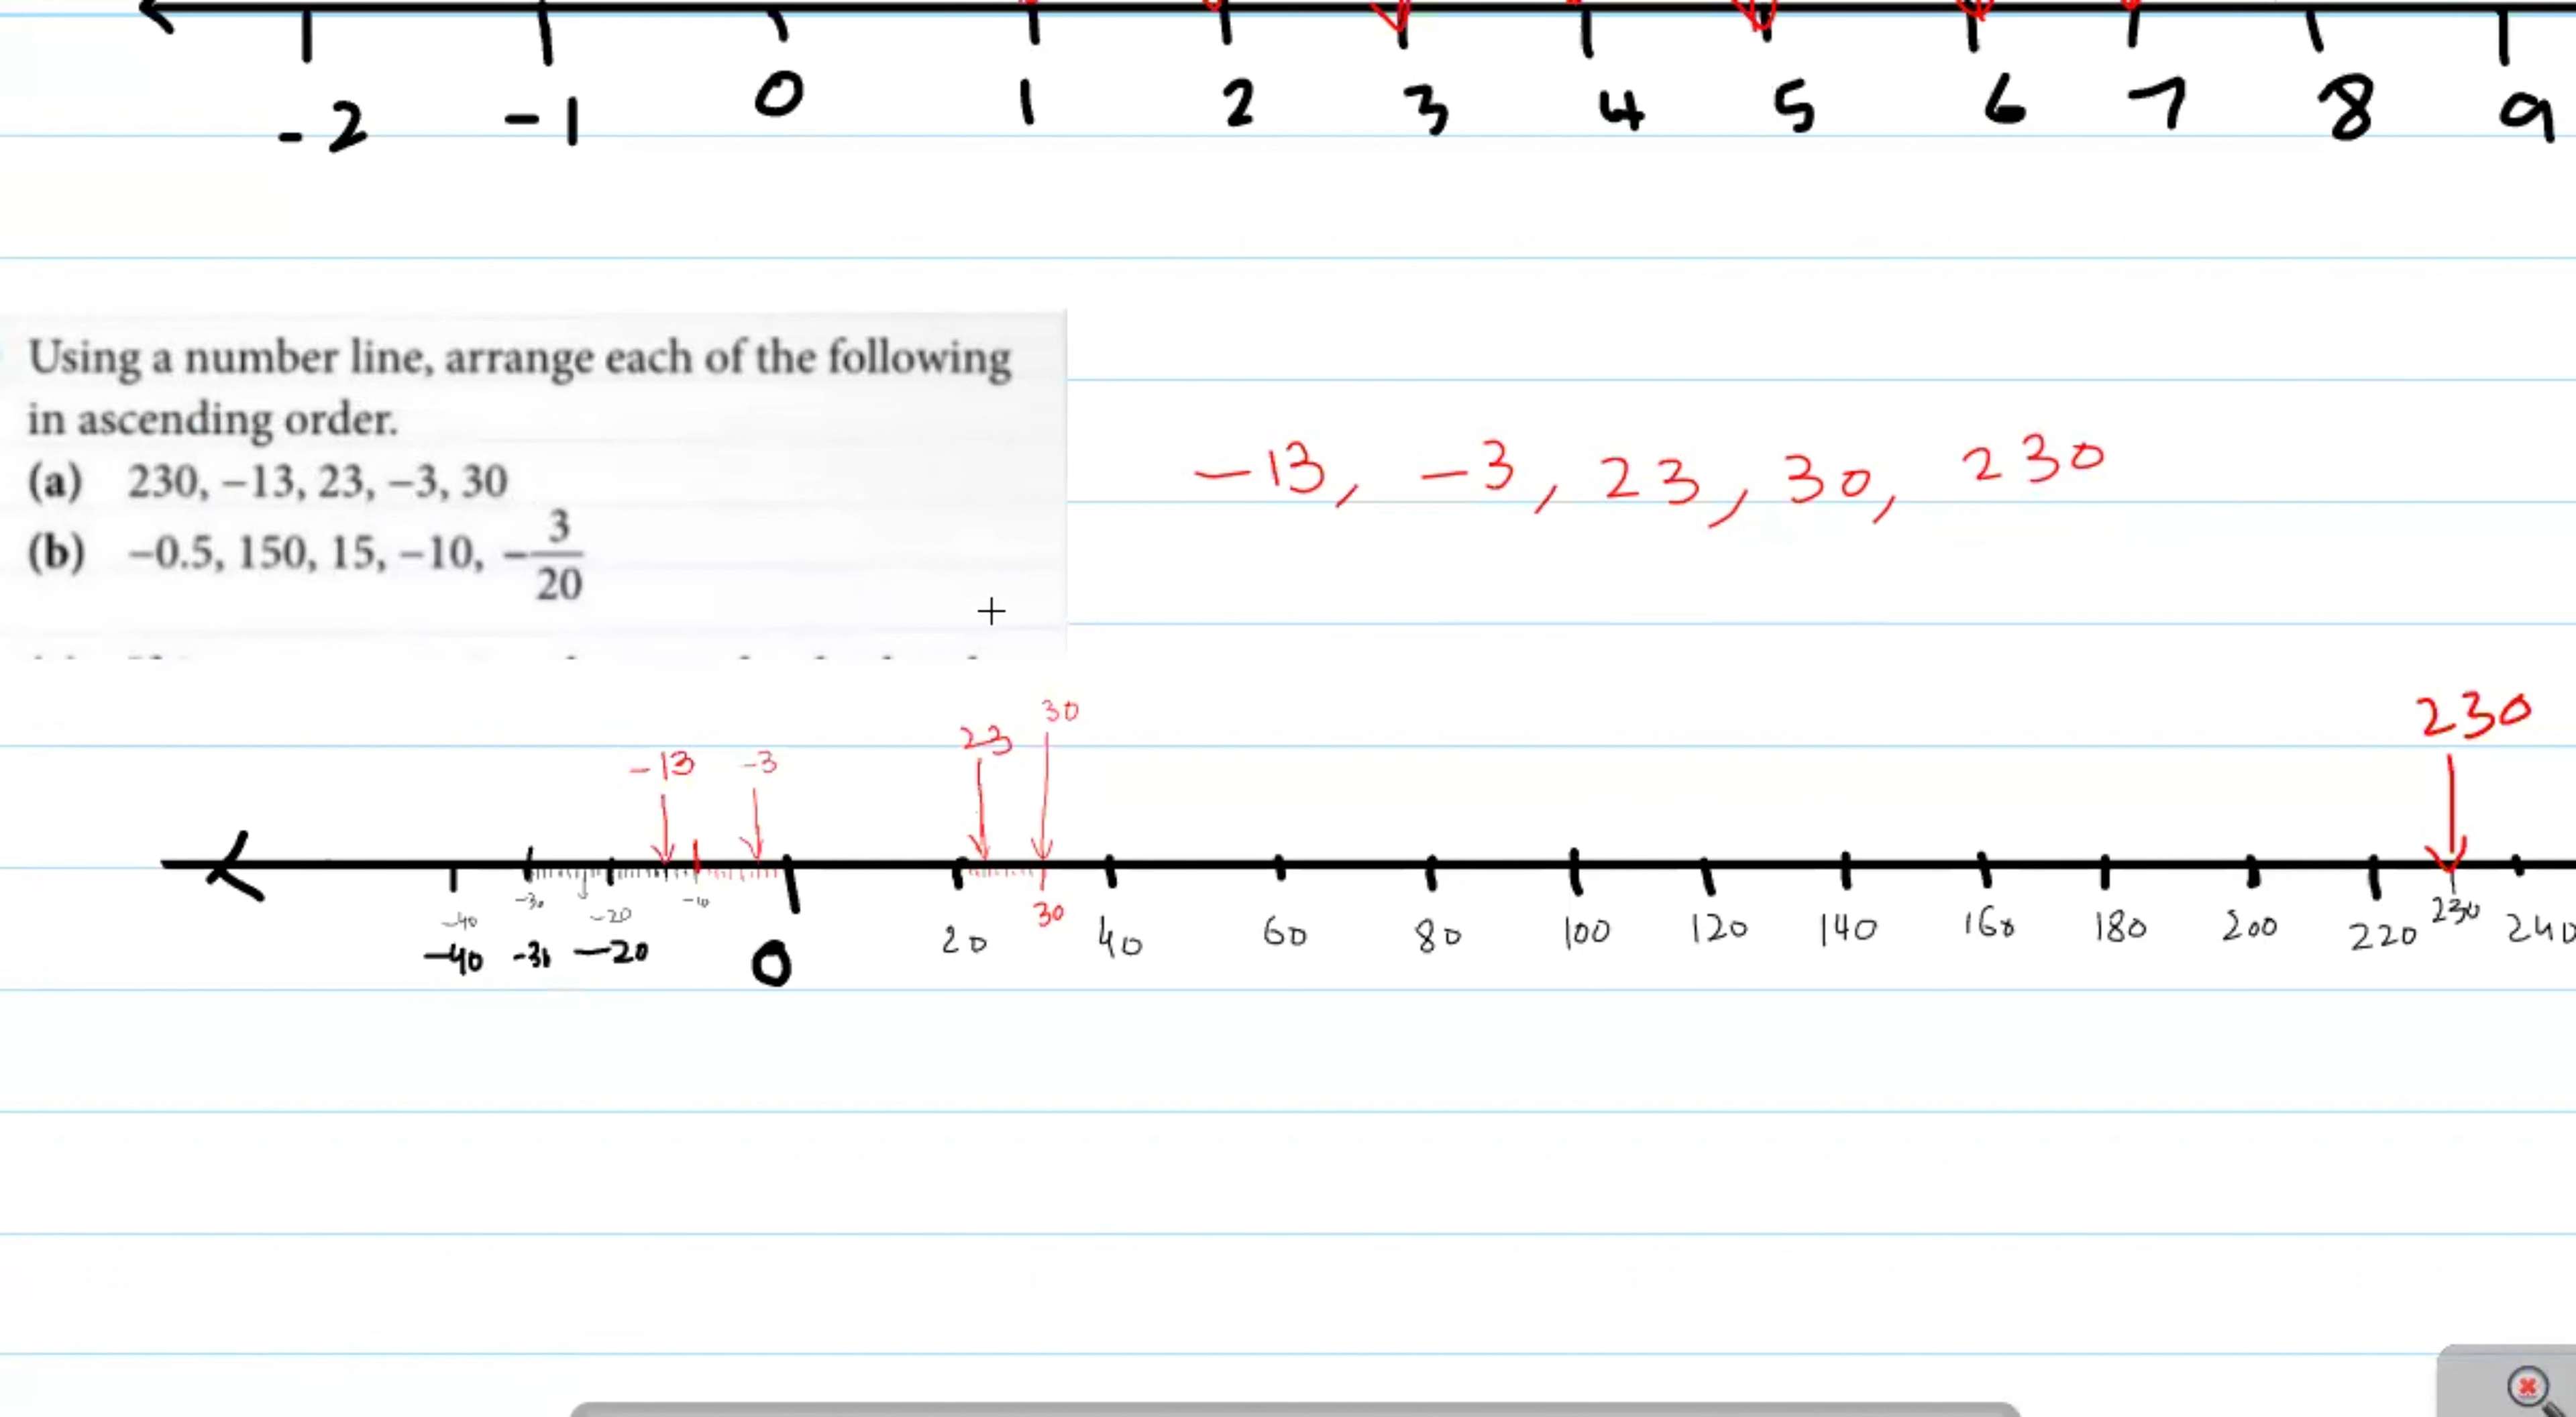 -2 -1 0 1 2 3 4 5 6 7 8 9
Using a number line, arrange each of the following
in ascending order.
(a) 230, −13, 23, −3, 30
(b) −0.5, 150, 15, −10, −3/20
-13, -3, 23, 30, 230
-13 -3 23 30 230
-40 -30 -20 -10 30 230
-40 -30 -20 0 20 40 60 80 100 120 140 160 180 200 220 240